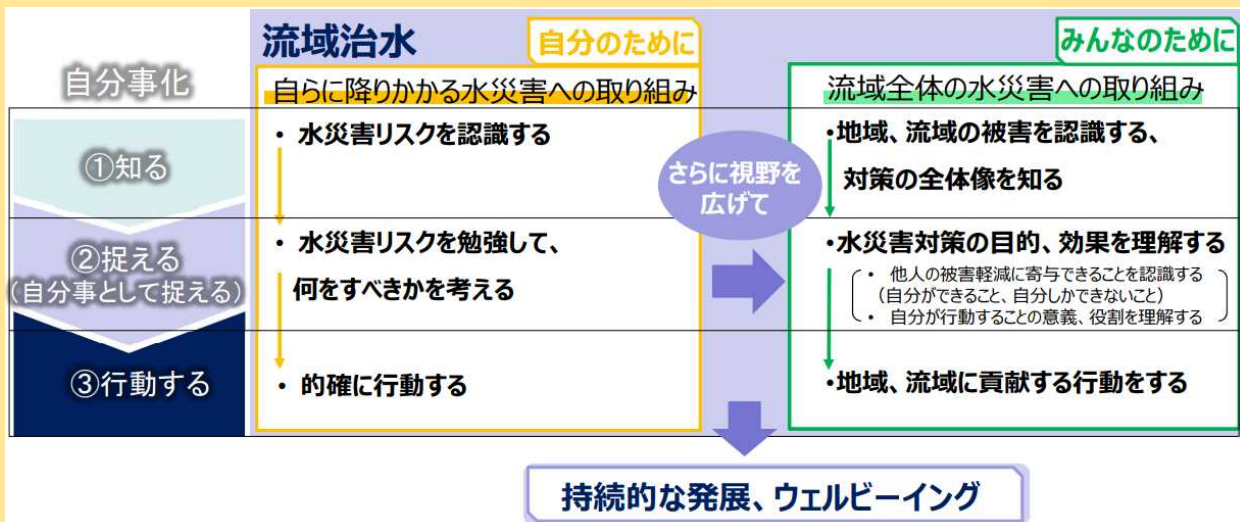 流域治水
自分のために
みんなのために
自分事化
自らに降りかかる水災害への取り組み
流域全体の水災害への取り組み
①知る
・ 水災害リスクを認識する
さらに視野を
広げて
・地域、流域の被害を認識する、
対策の全体像を知る
②捉える
(自分事として捉える)
・ 水災害リスクを勉強して、
何をすべきかを考える
・水災害対策の目的、効果を理解する
・ 他人の被害軽減に寄与できることを認識する
(自分ができること、自分しかできないこと)
・ 自分が行動することの意義、役割を理解する
③行動する
・ 的確に行動する
・地域、流域に貢献する行動をする
持続的な発展、ウェルビーイング